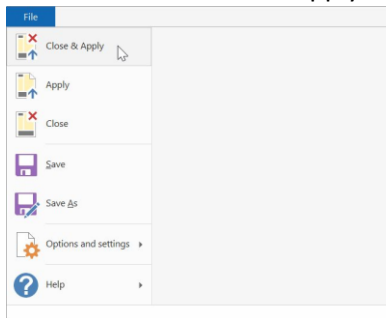 File
Close & Apply
Apply
Close
Save
Save As
Options and settings
Help